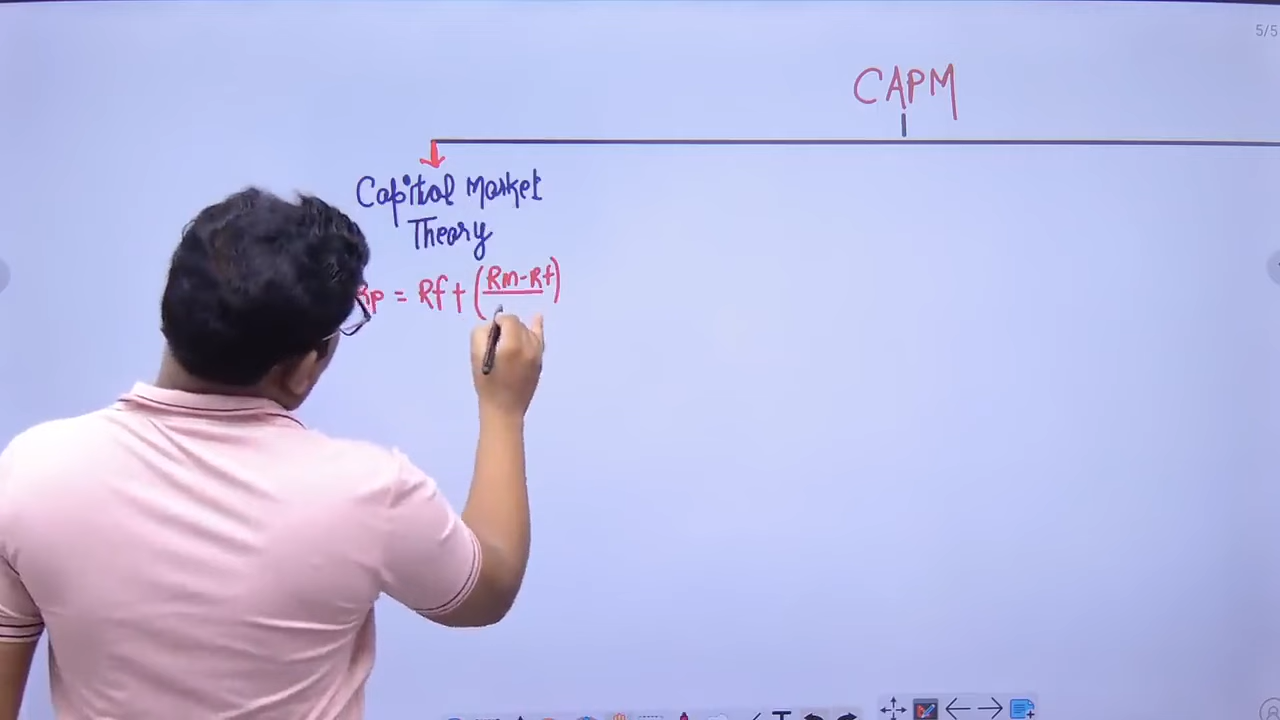 5/5
CAPM
Capital Market
Theory
Rp = Rf + (Rm-Rf)